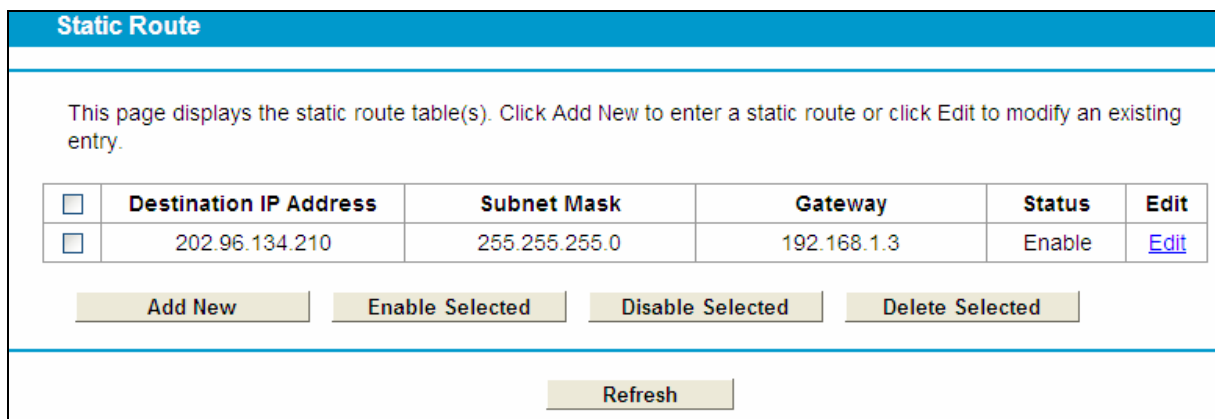 Static Route
This page displays the static route table(s). Click Add New to enter a static route or click Edit to modify an existing
entry.
Destination IP Address Subnet Mask Gateway Status Edit
202.96.134.210 255.255.255.0 192.168.1.3 Enable Edit
Add New Enable Selected Disable Selected Delete Selected
Refresh